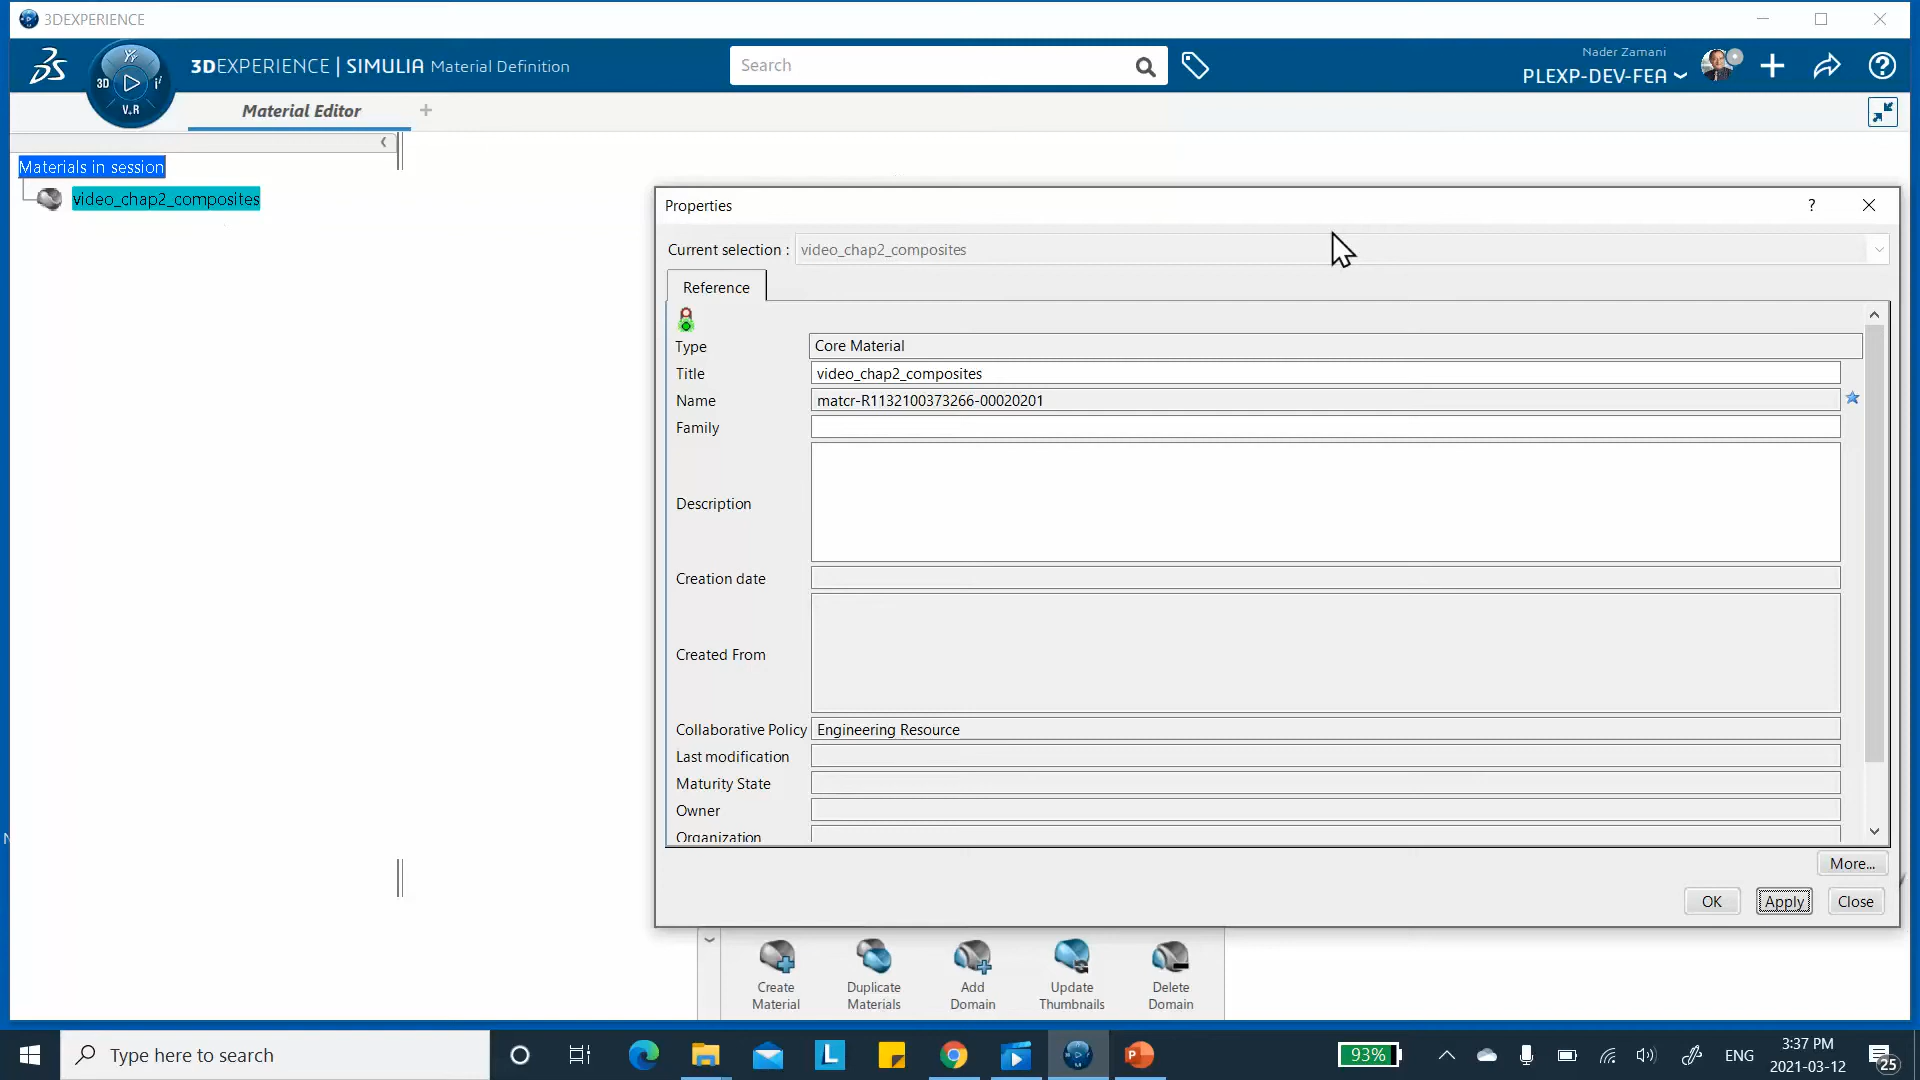 3DEXPERIENCE
3DEXPERIENCE | SIMULIA Material Definition
Search
Nader Zamani
PLEXP-DEV-FEA
3D
V.R
Material Editor
Materials in session
video_chap2_composites
Properties
?
Current selection : video_chap2_composites
Reference
Type Core Material
Title video_chap2_composites
Name matcr-R1132100373266-00020201
Family
Description
Creation date
Created From
Collaborative Policy Engineering Resource
Last modification
Maturity State
Owner
Organization
More...
OK Apply Close
Create Material
Duplicate Materials
Add Domain
Update Thumbnails
Delete Domain
Type here to search
93%
ENG
3:37 PM
2021-03-12
25